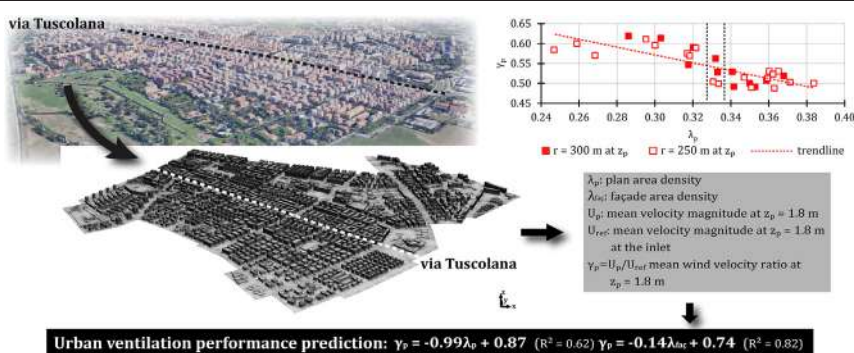 via Tuscolana
γp
0.65
0.60
0.55
0.50
0.45
0.24 0.26 0.28 0.30 0.32 0.34 0.36 0.38 0.40
λp
r = 300 m at zp r = 250 m at zp trendline
via Tuscolana
z
y
x
λp: plan area density
λfaç: façade area density
Up: mean velocity magnitude at zp = 1.8 m
Uref: mean velocity magnitude at zp = 1.8 m
at the inlet
γp=Up/Uref mean wind velocity ratio at
zp = 1.8 m
Urban ventilation performance prediction: γp = -0.99λp + 0.87 (R² = 0.62) γp = -0.14λfaç + 0.74 (R² = 0.82)